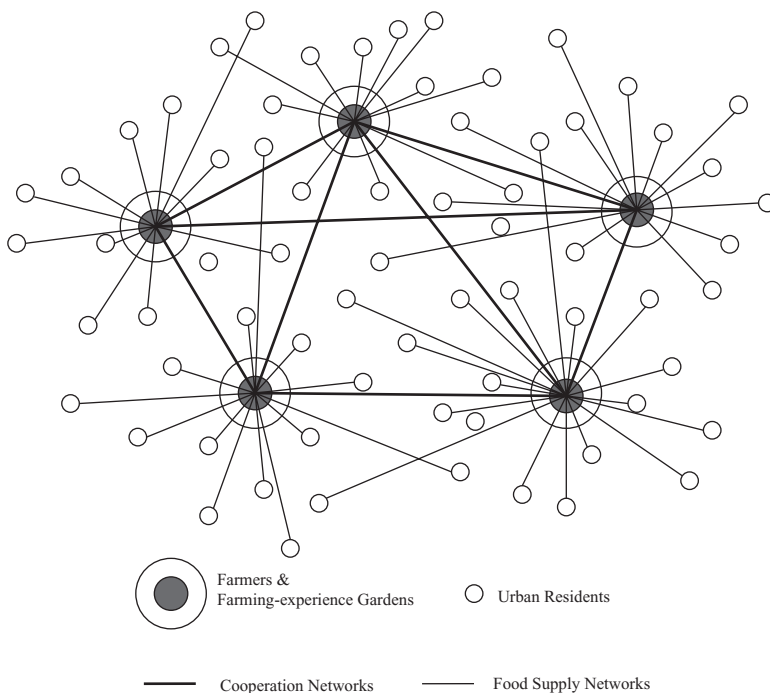 Farmers &
Farming-experience Gardens
Urban Residents
Cooperation Networks
Food Supply Networks